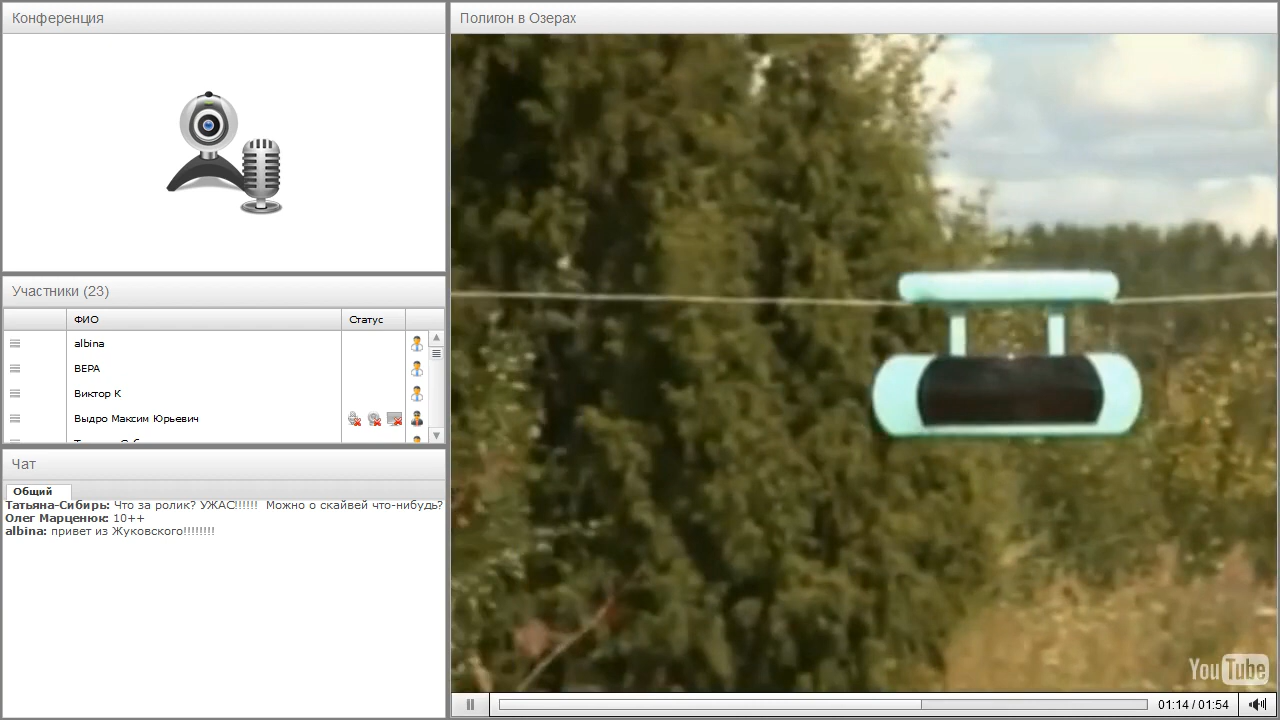 Конференция
Полигон в Озерах
Участники (23)
ФИО
Статус
albina
ВЕРА
Виктор К
Выдро Максим Юрьевич
Чат
Общий
Татьяна-Сибирь: Что за ролик? УЖАС!!!!!! Можно о скайвей что-нибудь?
Олег Марценюк: 10++
albina: привет из Жуковского!!!!!!!!
YouTube
01:14 / 01:54